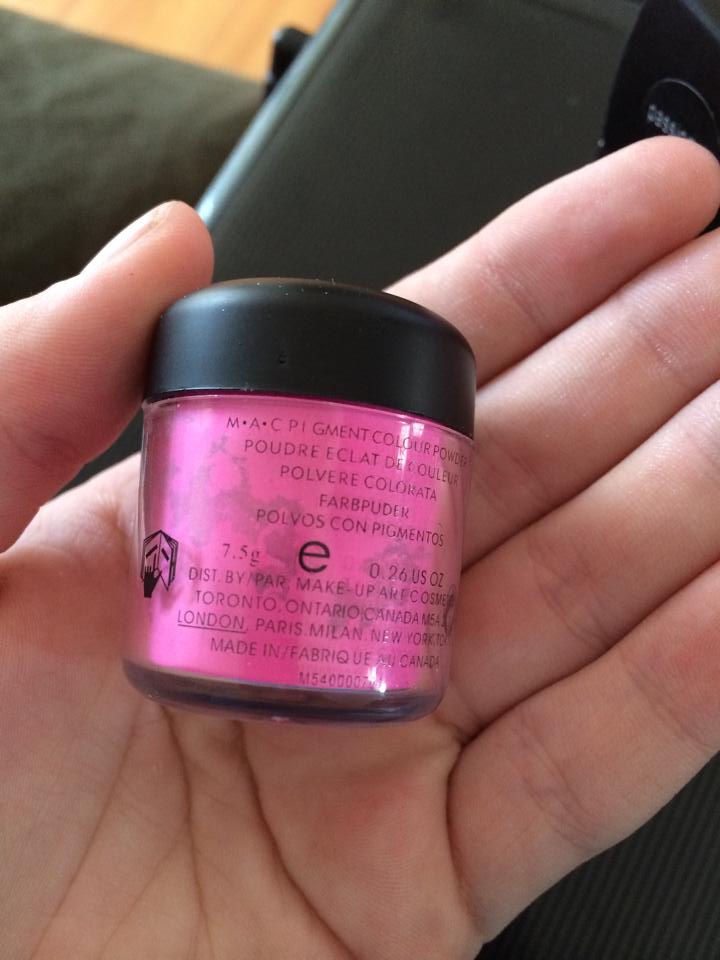 M•A•C PIGMENT COLOUR POWDER
POUDRE ECLAT DE COULEUR
POLVERE COLORATA
FARBPUDER
POLVOS CON PIGMENTOS
7.5g e 0.26 US OZ
DIST. BY/PAR. MAKE-UP ART COSME
TORONTO, ONTARIO, CANADA M5A
LONDON, PARIS. MILAN. NEW YORK,
MADE IN/FABRIQUE AU CANADA